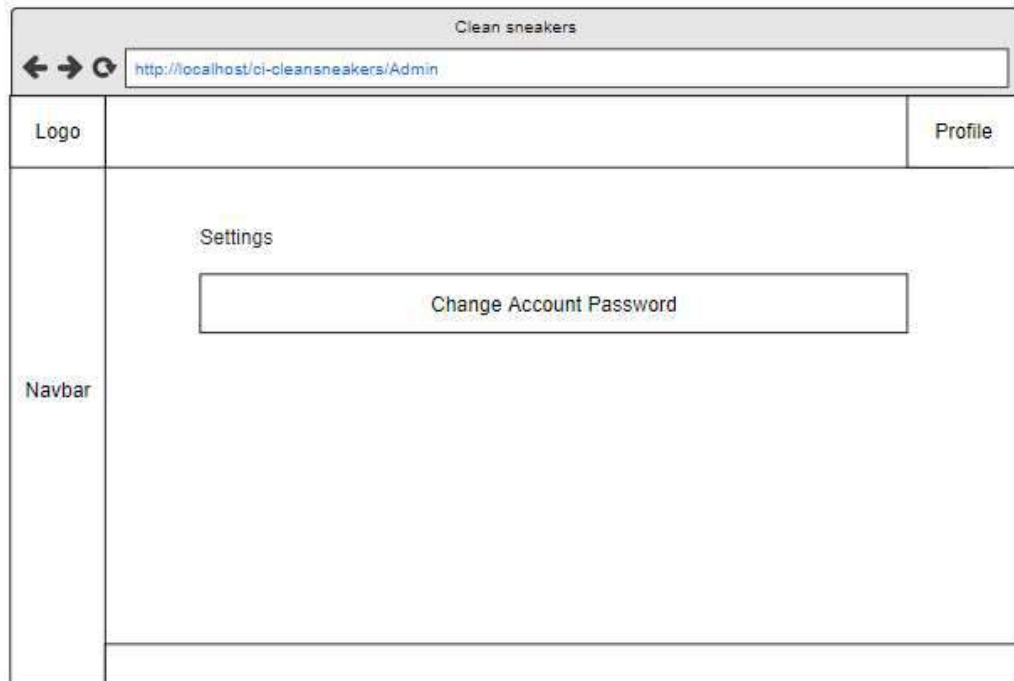 Clean sneakers
http://localhost/ci-cleansneakers/Admin
Logo
Profile
Settings
Change Account Password
Navbar